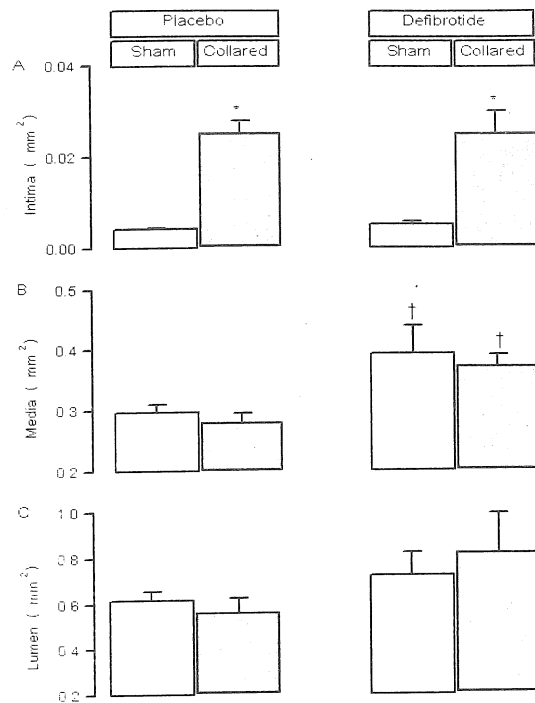 Placebo Defibrotide
Sham Collared Sham Collared
A
Intima ( mm²)
0.04
0.02
0.00
*
*
B
Media ( mm²)
0.5
0.4
0.3
0.2
†
†
C
Lumen ( mm²)
1.0
0.8
0.6
0.4
0.2